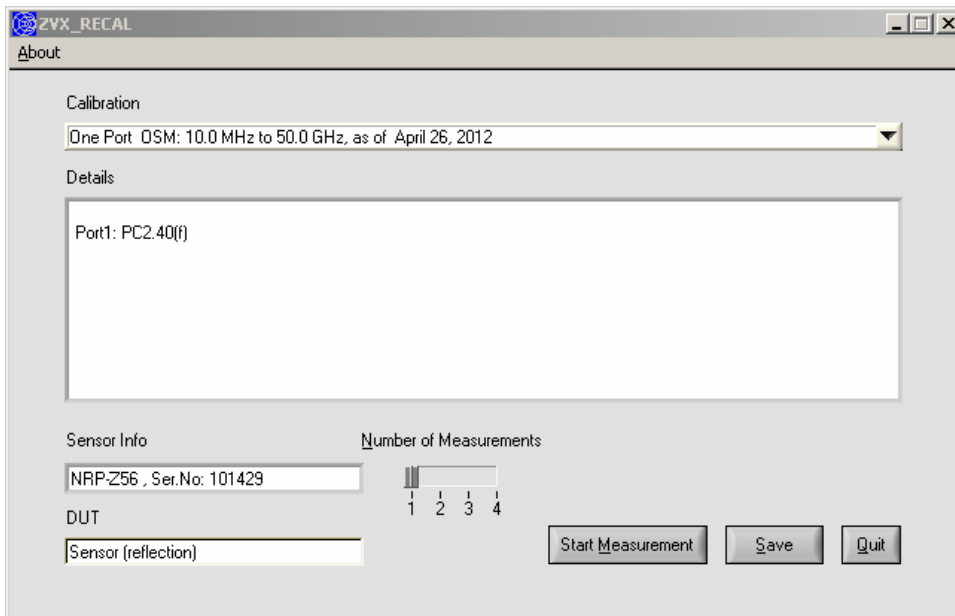 ZVX_RECAL
About
Calibration
One Port OSM: 10.0 MHz to 50.0 GHz, as of April 26, 2012
Details
Port1: PC2.40(f)
Sensor Info
Number of Measurements
NRP-Z56 , Ser.No: 101429
1 2 3 4
DUT
Sensor (reflection)
Start Measurement
Save
Quit